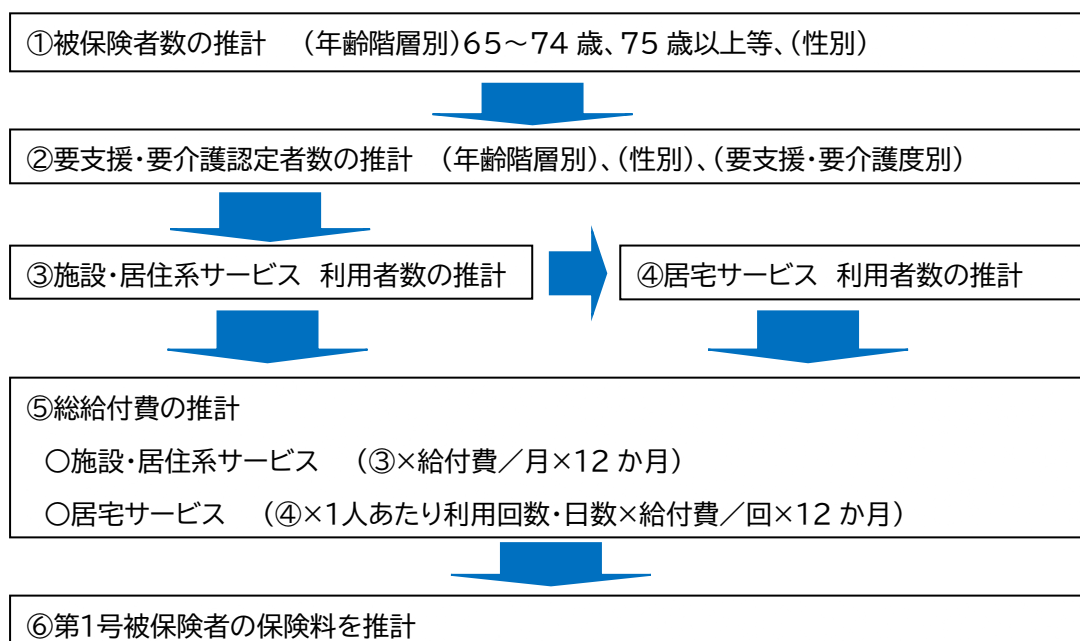 ①被保険者数の推計　（年齢階層別）65～74 歳、75 歳以上等、（性別）
②要支援・要介護認定者数の推計　（年齢階層別）、（性別）、（要支援・要介護度別）
③施設・居住系サービス　利用者数の推計
④居宅サービス　利用者数の推計
⑤総給付費の推計
○施設・居住系サービス　（③×給付費／月×12 か月）
○居宅サービス　（④×1人あたり利用回数・日数×給付費／回×12 か月）
⑥第1号被保険者の保険料を推計